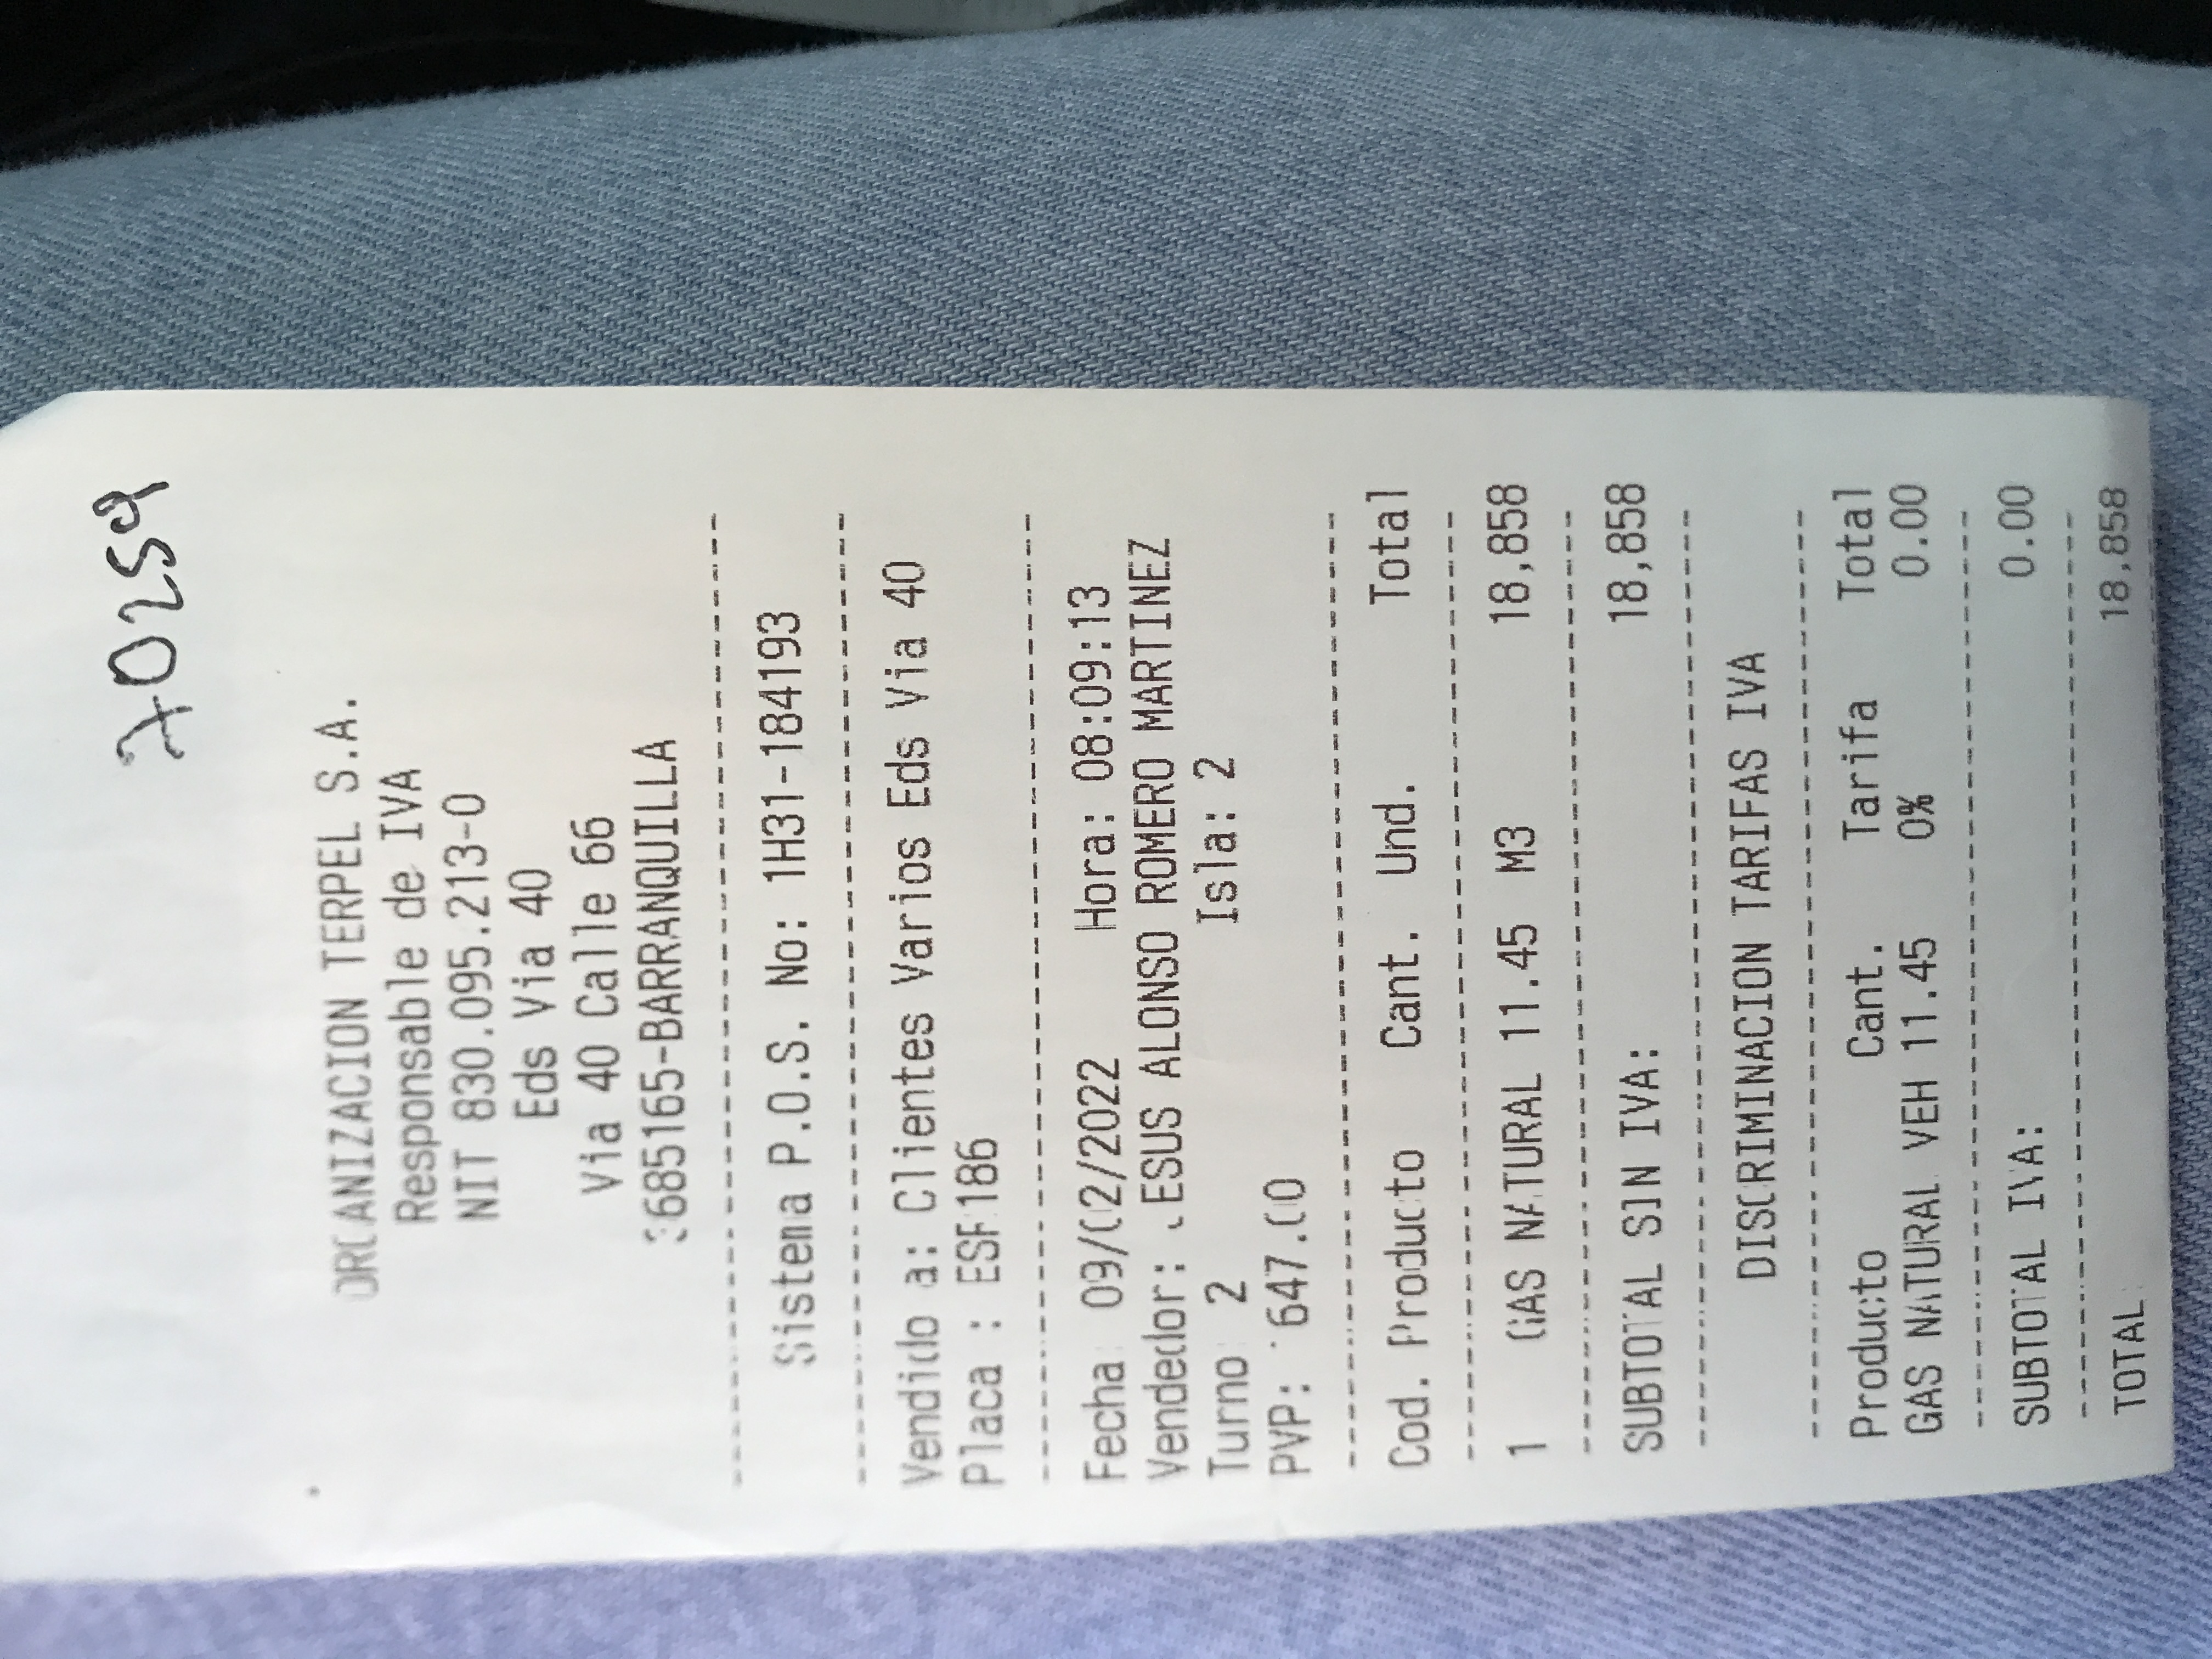 70259
ORGANIZACION TERPEL S.A.
Responsable de IVA
NIT 830.095.213-0
Eds Via 40
Via 40 Calle 66
3685165-BARRANQUILLA
Sistema P.O.S. No: 1H31-184193
Vendido a: Clientes Varios Eds Via 40
Placa : ESF186
Fecha 09/02/2022 Hora: 08:09:13
Vendedor: JESUS ALONSO ROMERO MARTINEZ
Turno 2 Isla: 2
PVP: 1647.00
Cod. Producto Cant. Und. Total
1 GAS NATURAL 11.45 M3 18,858
SUBTOTAL SIN IVA: 18,858
DISCRIMINACION TARIFAS IVA
Producto Cant. Tarifa Total
GAS NATURAL VEH 11.45 0% 0.00
SUBTOTAL IVA: 0.00
TOTAL 18,858